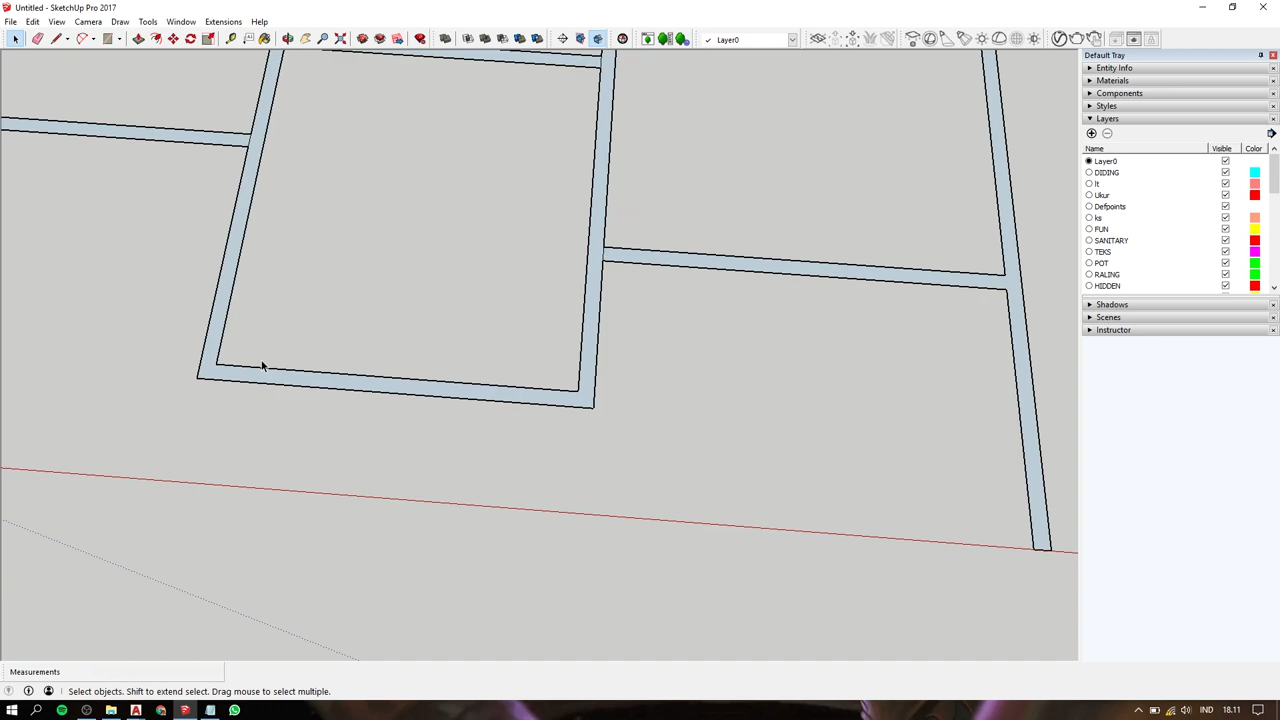 Untitled - SketchUp Pro 2017
File Edit View Camera Draw Tools Window Extensions Help
Layer0
Default Tray
Entity Info
Materials
Components
Styles
Layers
Name Visible Color
Layer0
DIDING
lt
Ukur
Defpoints
ks
FUN
SANITARY
TEKS
POT
RALING
HIDDEN
Shadows
Scenes
Instructor
Measurements
Select objects. Shift to extend select. Drag mouse to select multiple.
IND 18.11